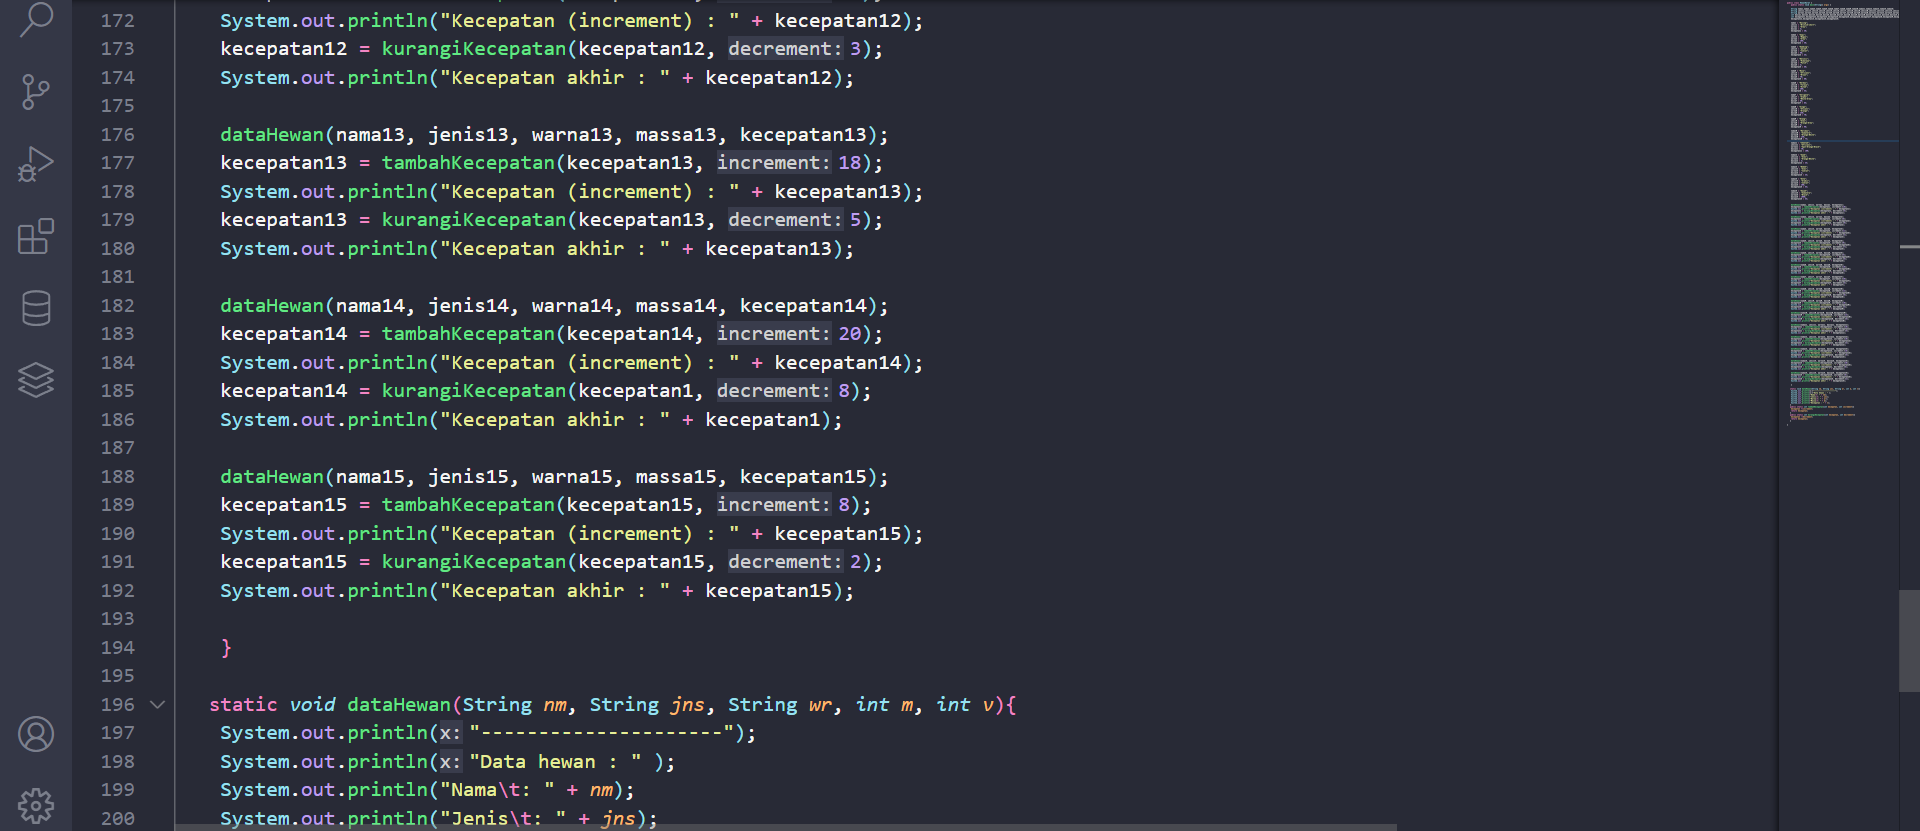 172 System.out.println("Kecepatan (increment) : " + kecepatan12);
173 kecepatan12 = kurangiKecepatan(kecepatan12, decrement: 3);
174 System.out.println("Kecepatan akhir : " + kecepatan12);
175
176 dataHewan(nama13, jenis13, warna13, massa13, kecepatan13);
177 kecepatan13 = tambahKecepatan(kecepatan13, increment: 18);
178 System.out.println("Kecepatan (increment) : " + kecepatan13);
179 kecepatan13 = kurangiKecepatan(kecepatan13, decrement: 5);
180 System.out.println("Kecepatan akhir : " + kecepatan13);
181
182 dataHewan(nama14, jenis14, warna14, massa14, kecepatan14);
183 kecepatan14 = tambahKecepatan(kecepatan14, increment: 20);
184 System.out.println("Kecepatan (increment) : " + kecepatan14);
185 kecepatan14 = kurangiKecepatan(kecepatan1, decrement: 8);
186 System.out.println("Kecepatan akhir : " + kecepatan1);
187
188 dataHewan(nama15, jenis15, warna15, massa15, kecepatan15);
189 kecepatan15 = tambahKecepatan(kecepatan15, increment: 8);
190 System.out.println("Kecepatan (increment) : " + kecepatan15);
191 kecepatan15 = kurangiKecepatan(kecepatan15, decrement: 2);
192 System.out.println("Kecepatan akhir : " + kecepatan15);
193
194 }
195
196 static void dataHewan(String nm, String jns, String wr, int m, int v){
197 System.out.println(x: "---------------------");
198 System.out.println(x: "Data hewan : " );
199 System.out.println("Nama\t: " + nm);
200 System.out.println("Jenis\t: " + jns);